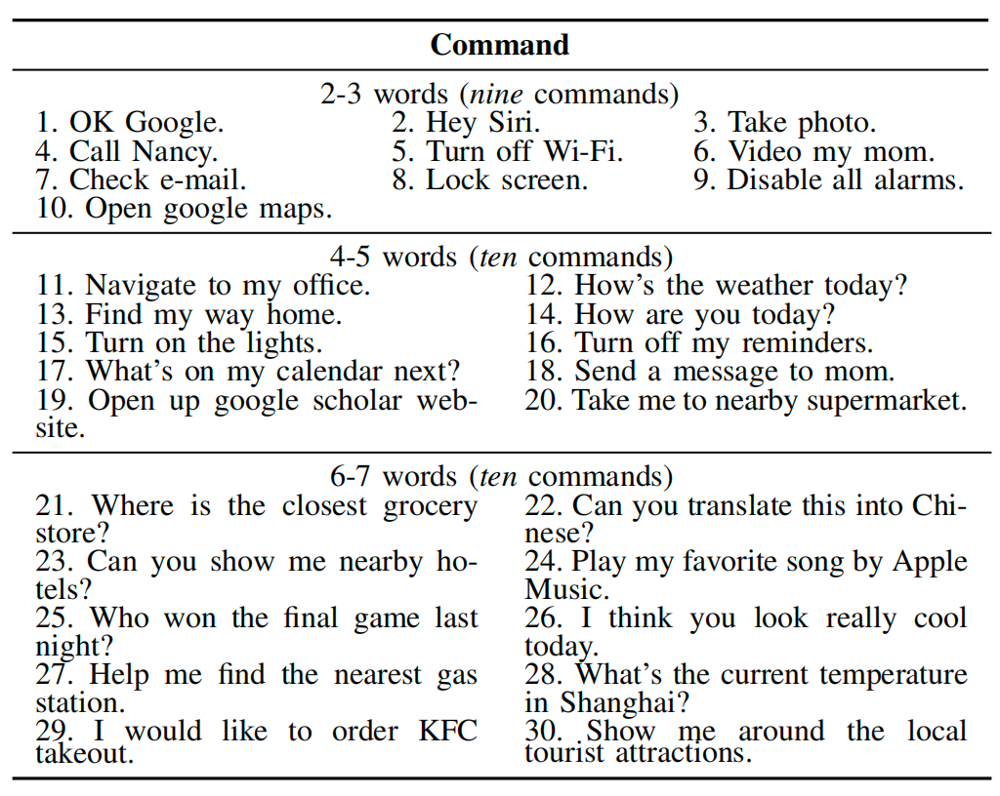 Command
2-3 words (nine commands)
1. OK Google. 2. Hey Siri. 3. Take photo.
4. Call Nancy. 5. Turn off Wi-Fi. 6. Video my mom.
7. Check e-mail. 8. Lock screen. 9. Disable all alarms.
10. Open google maps.
4-5 words (ten commands)
11. Navigate to my office. 12. How's the weather today?
13. Find my way home. 14. How are you today?
15. Turn on the lights. 16. Turn off my reminders.
17. What's on my calendar next? 18. Send a message to mom.
19. Open up google scholar web- 20. Take me to nearby supermarket.
site.
6-7 words (ten commands)
21. Where is the closest grocery 22. Can you translate this into Chi-
store? nese?
23. Can you show me nearby ho- 24. Play my favorite song by Apple
tels? Music.
25. Who won the final game last 26. I think you look really cool
night? today.
27. Help me find the nearest gas 28. What's the current temperature
station. in Shanghai?
29. I would like to order KFC 30. Show me around the local
takeout. tourist attractions.